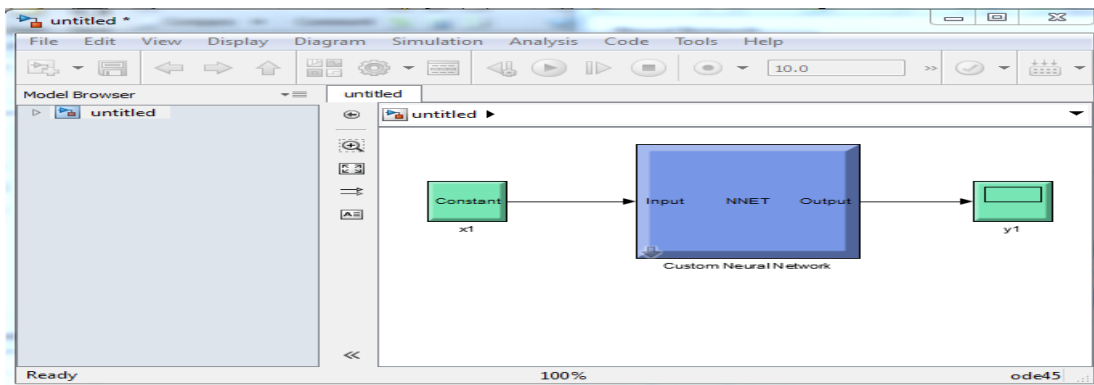 untitled *
File Edit View Display Diagram Simulation Analysis Code Tools Help
10.0 »
Model Browser
untitled
untitled
untitled
Constant
x1
Input NNET Output
Custom Neural Network
y1
A
Ready 100% ode45